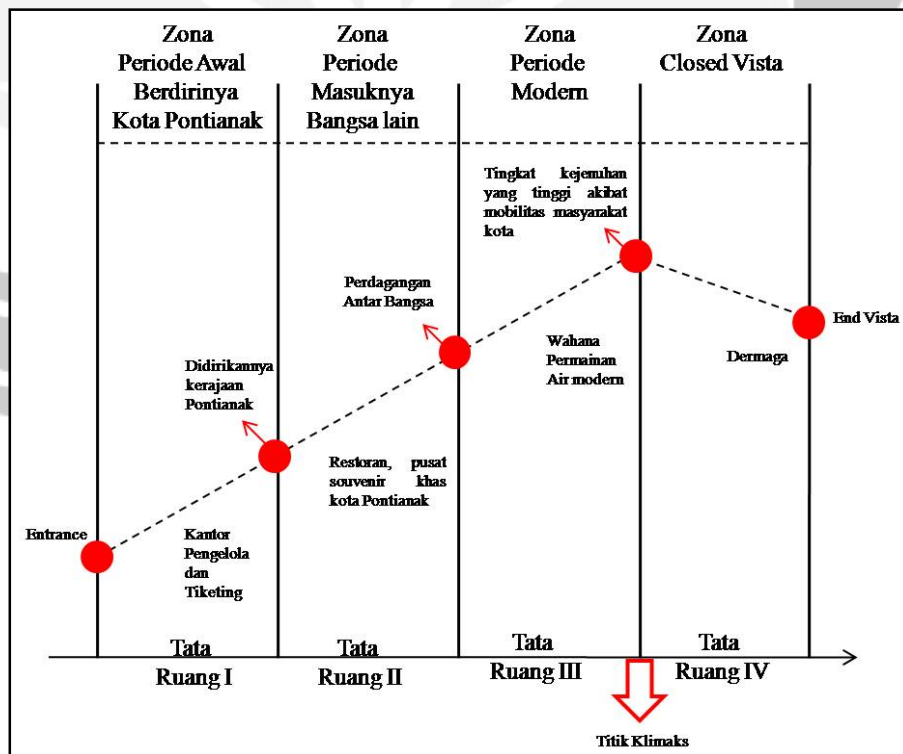 Zona
Periode Awal
Berdirinya
Kota Pontianak
Zona
Periode
Masuknya
Bangsa lain
Zona
Periode
Modern
Zona
Closed Vista
Tingkat kejenuhan
yang tinggi akibat
mobilitas masyarakat
kota
Perdagangan
Antar Bangsa
Didirikannya
kerajaan
Pontianak
End Vista
Wahana
Permainan
Air modern
Dermaga
Restoran, pusat
souvenir khas
kota Pontianak
Entrance
Kantor
Pengelola
dan
Tiketing
Tata
Ruang I
Tata
Ruang II
Tata
Ruang III
Tata
Ruang IV
Titik Klimaks